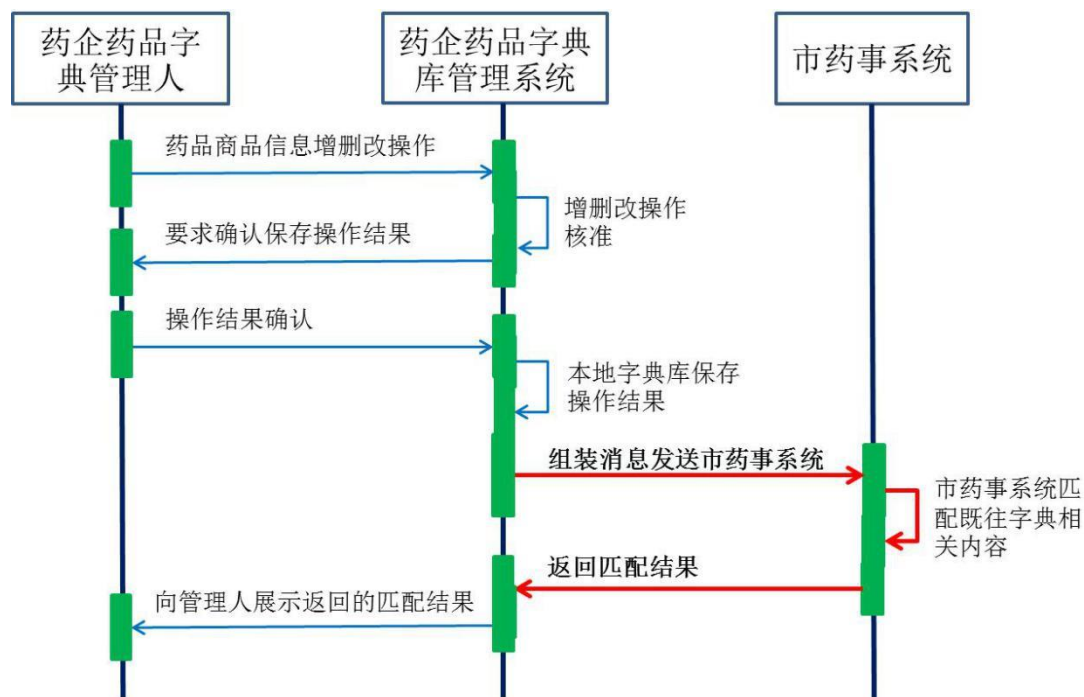 药企药品字
典管理人
药企药品字典
库管理系统
市药事系统
药品商品信息增删改操作
增删改操作
核准
要求确认保存操作结果
操作结果确认
本地字典库保存
操作结果
组装消息发送市药事系统
市药事系统匹
配既往字典相
关内容
返回匹配结果
向管理人展示返回的匹配结果